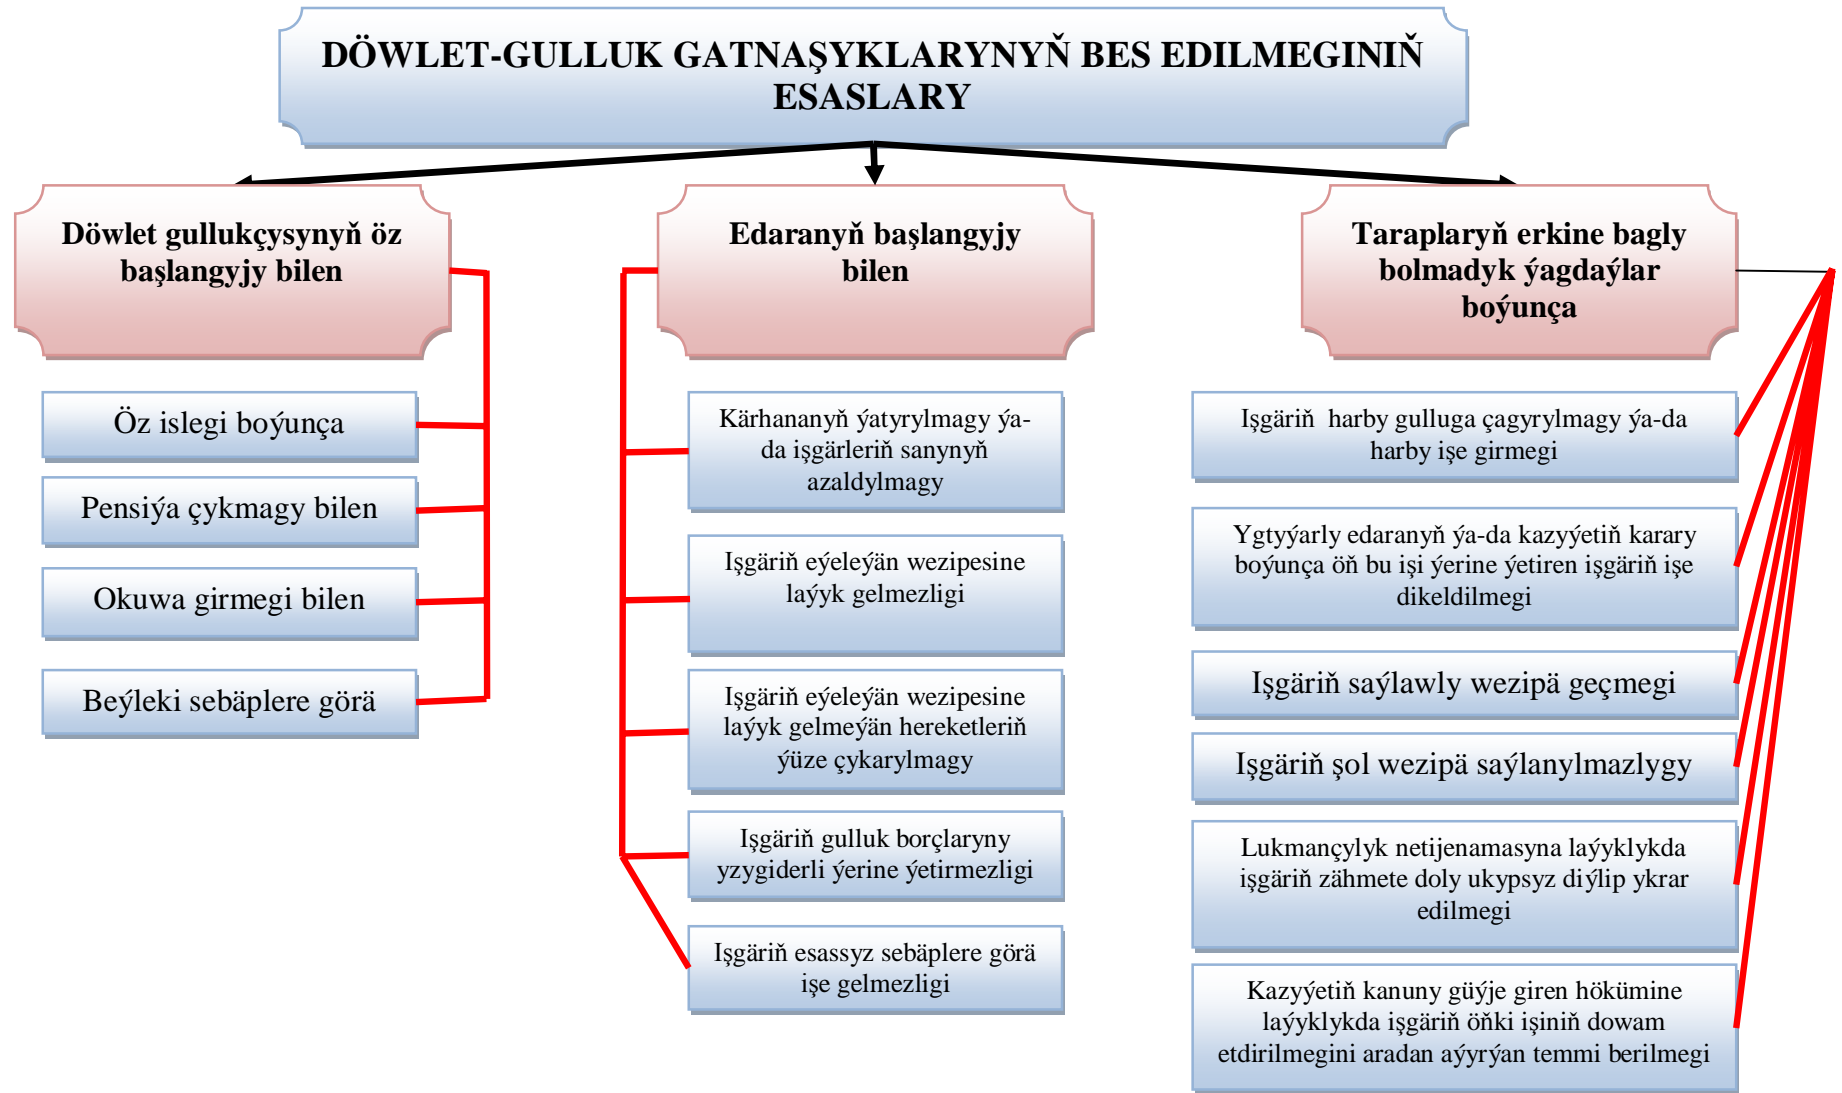 DÖWLET-GULLUK GATNAŞYKLARYNYŇ BES EDILMEGINIŇ
ESASLARY
Döwlet gullukçysynyň öz
başlangyjy bilen
Öz islegi boýunça
Pensiýa çykmagy bilen
Okuwa girmegi bilen
Beýleki sebäplere görä
Edaranyň başlangyjy
bilen
Kärhananyň ýatyrylmagy ýa-
da işgärleriň sanynyň
azaldylmagy
Işgäriň eýeleýän wezipesine
laýyk gelmezligi
Işgäriň eýeleýän wezipesine
laýyk gelmeýän hereketleriň
ýüze çykarylmagy
Işgäriň gulluk borçlaryny
yzygiderli ýerine ýetirmezligi
Işgäriň esassyz sebäplere görä
işe gelmezligi
Taraplaryň erkine bagly
bolmadyk ýagdaýlar
boýunça
Işgäriň harby gulluga çagyrylmagy ýa-da
harby işe girmegi
Ygtyýarly edaranyň ýa-da kazyýetiň karary
boýunça öň bu işi ýerine ýetiren işgäriň işe
dikeldilmegi
Işgäriň saýlawly wezipä geçmegi
Işgäriň şol wezipä saýlanylmazlygy
Lukmançylyk netijenamasyna laýyklykda
işgäriň zähmete doly ukypsyz diýlip ykrar
edilmegi
Kazyýetiň kanuny güýje giren hökümine
laýyklykda işgäriň öňki işiniň dowam
etdirilmegini aradan aýyrýan temmi berilmegi